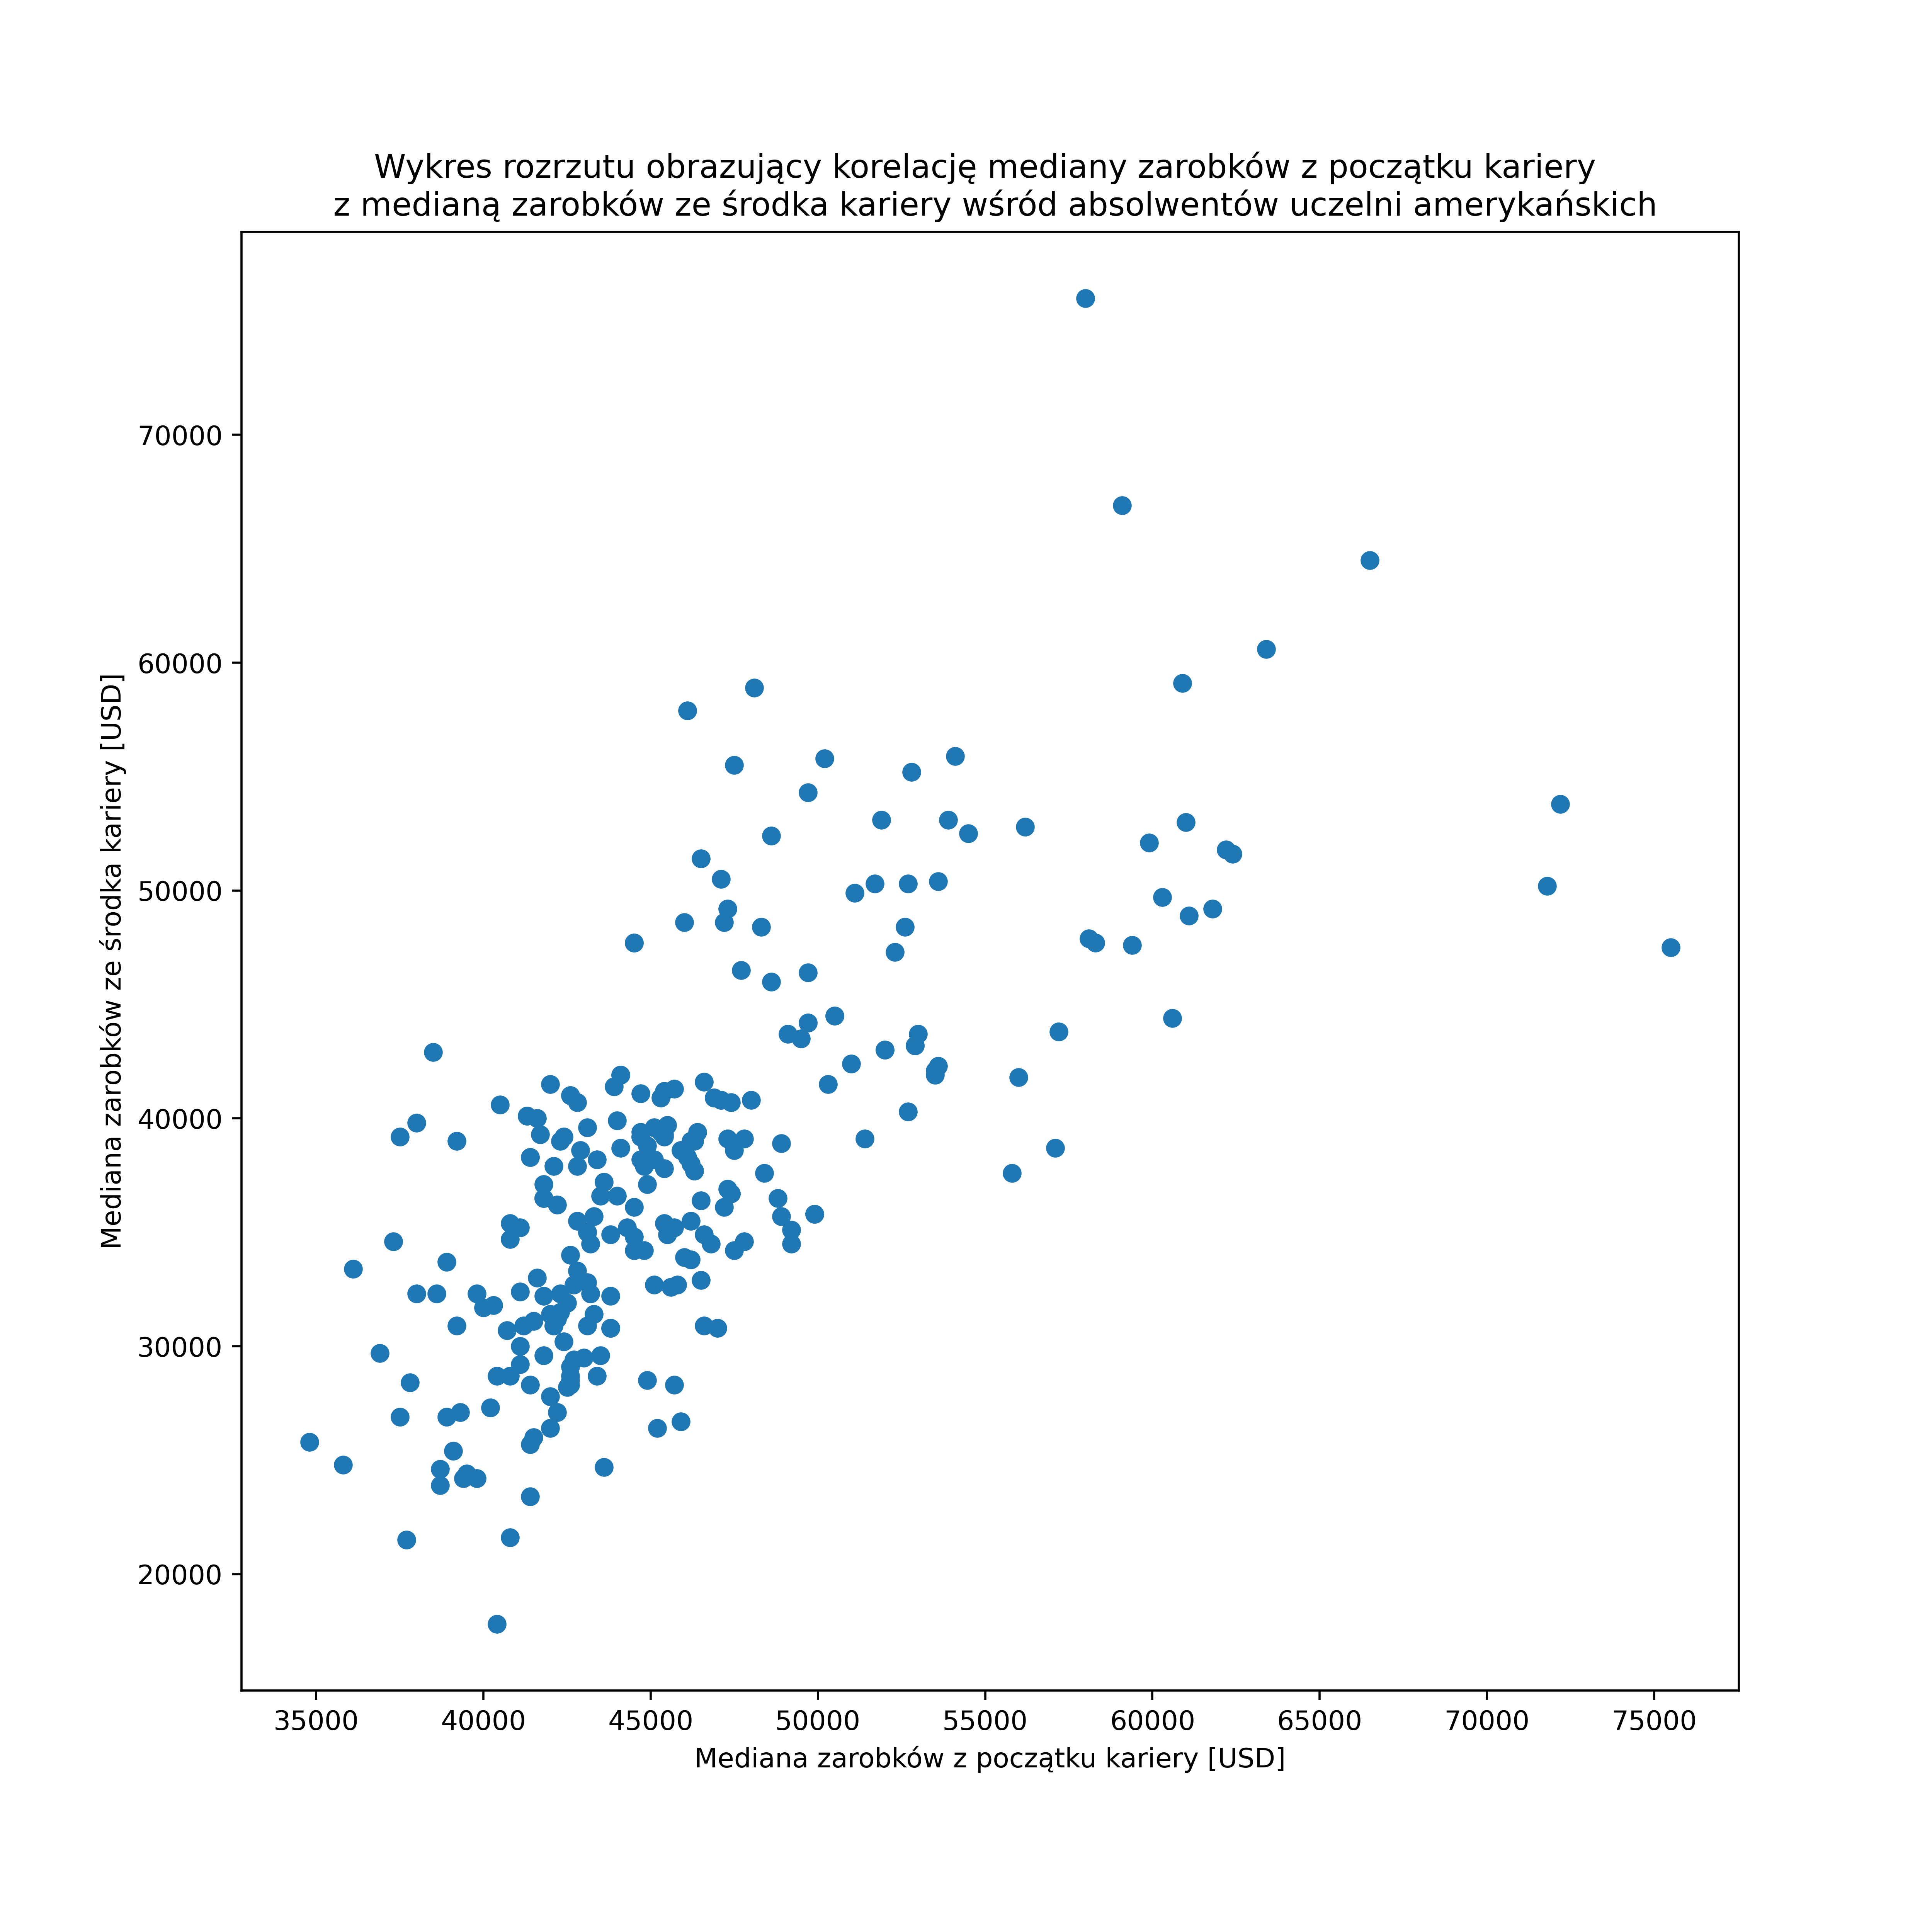 Wykres rozrzutu obrazujący korelację mediany zarobków z początku kariery
z medianą zarobków ze środka kariery wśród absolwentów uczelni amerykańskich
Mediana zarobków ze środka kariery [USD]
70000
60000
50000
40000
30000
20000
35000 40000 45000 50000 55000 60000 65000 70000 75000
Mediana zarobków z początku kariery [USD]